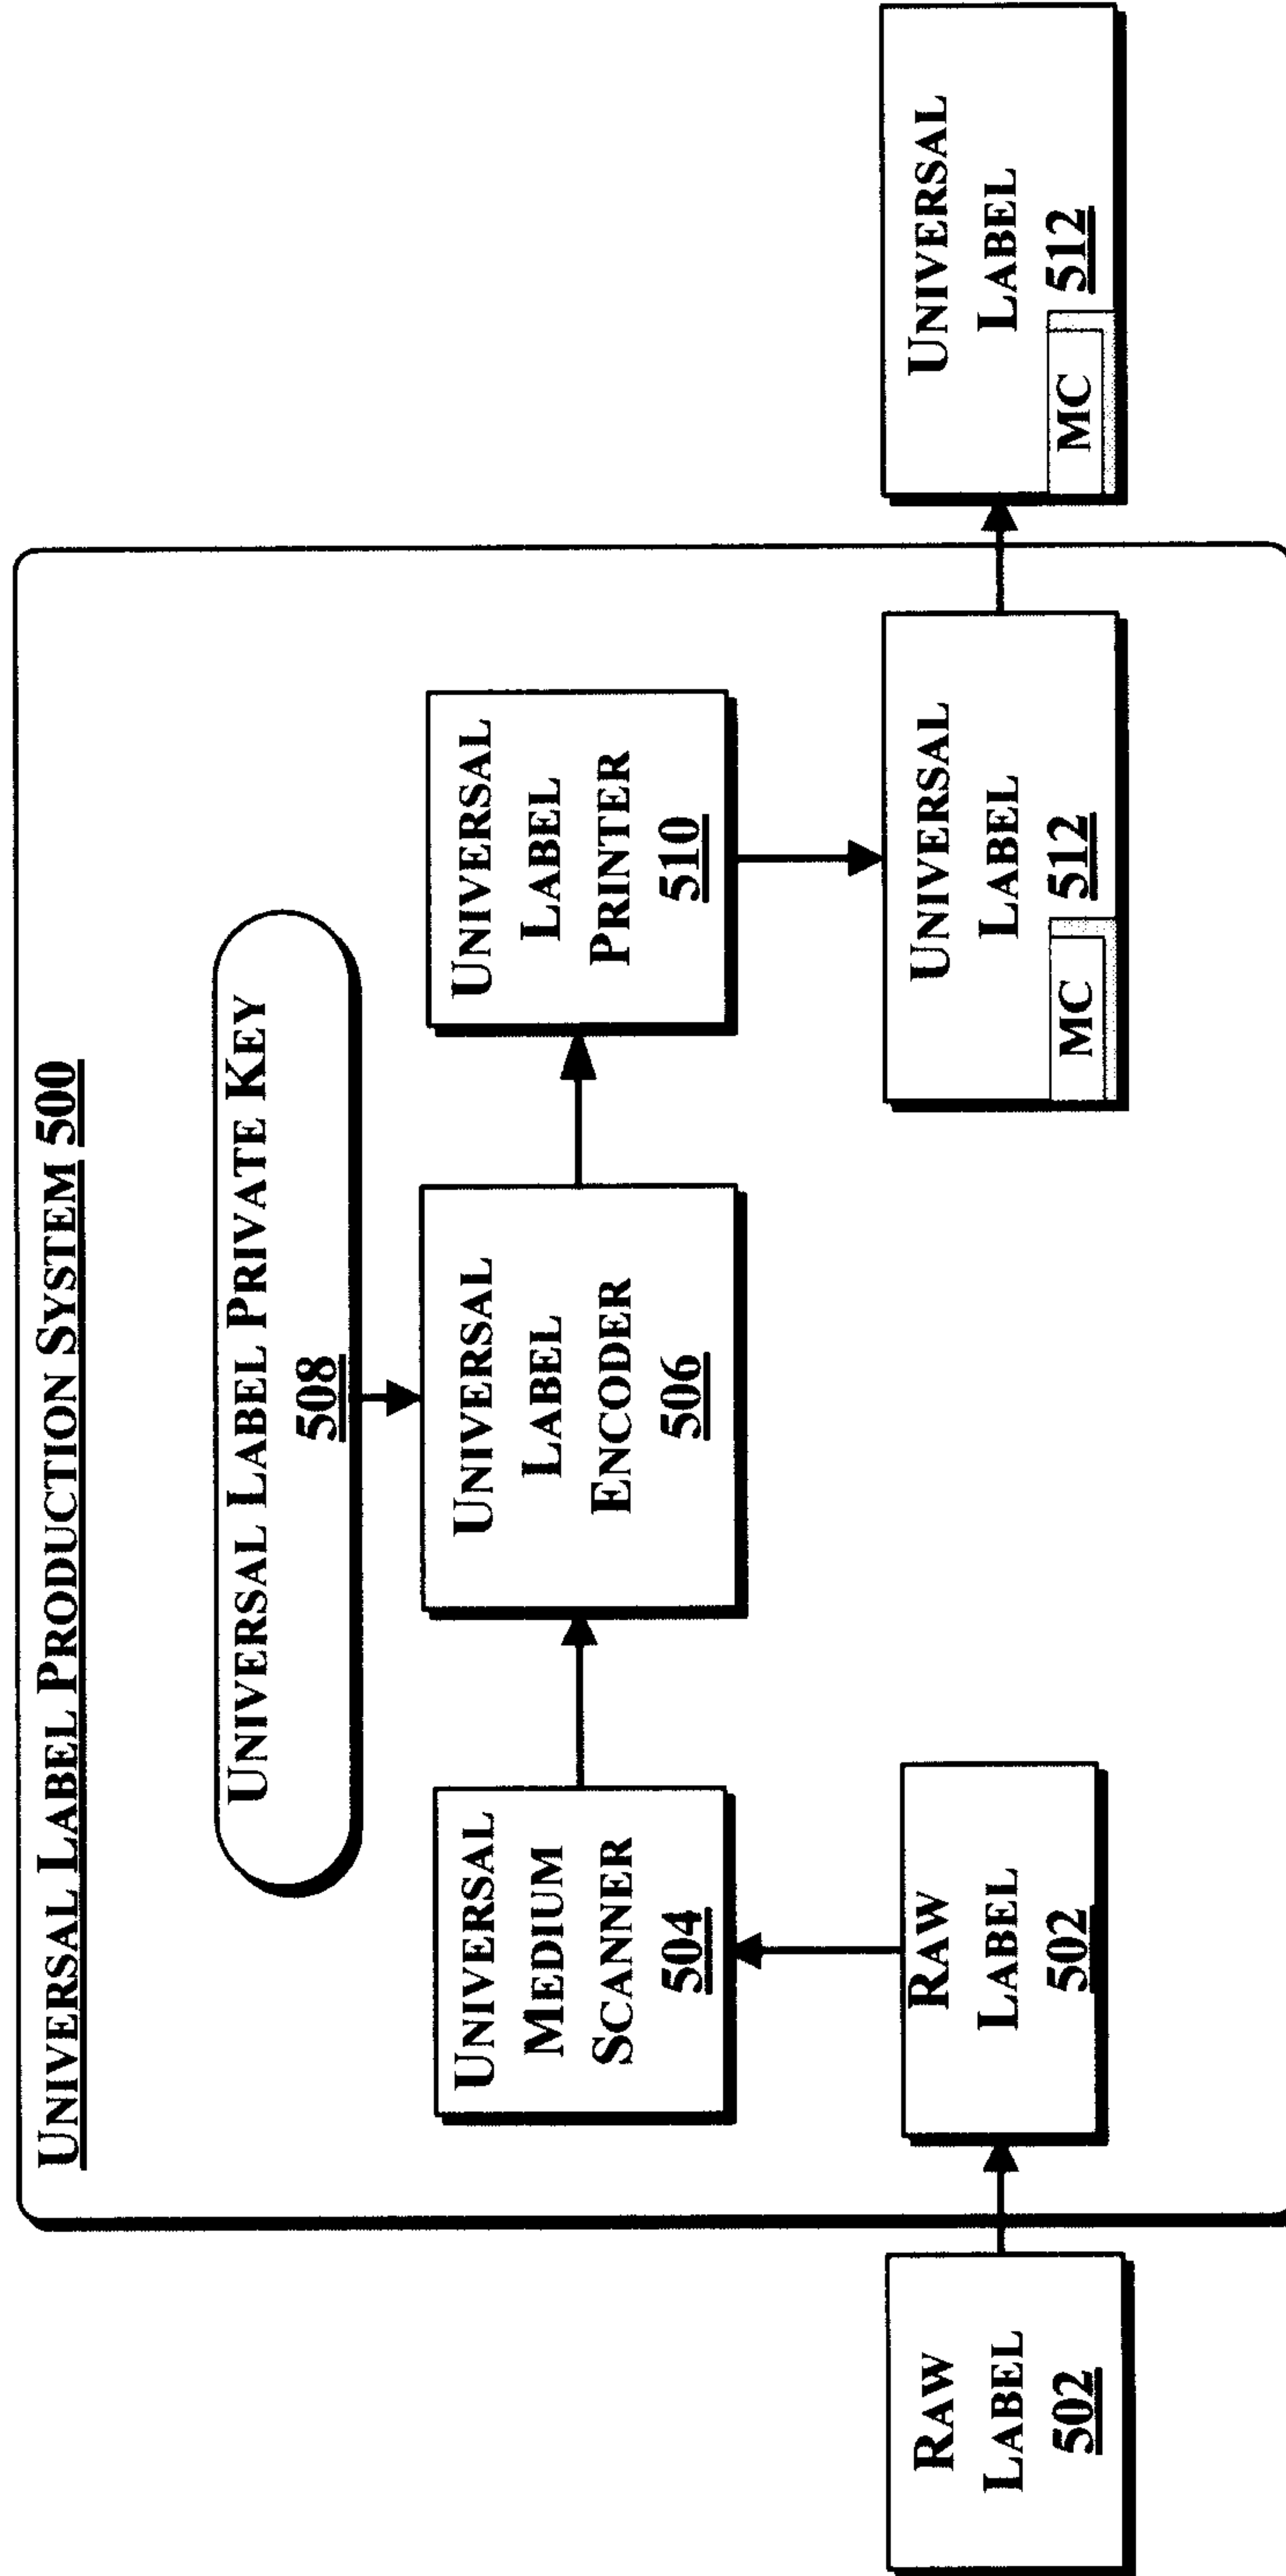 UNIVERSAL LABEL PRODUCTION SYSTEM 500
UNIVERSAL LABEL PRIVATE KEY
508
UNIVERSAL
MEDIUM
SCANNER
504
UNIVERSAL
LABEL
ENCODER
506
UNIVERSAL
LABEL
PRINTER
510
RAW
LABEL
502
RAW
LABEL
502
UNIVERSAL
LABEL
512
MC
UNIVERSAL
LABEL
512
MC